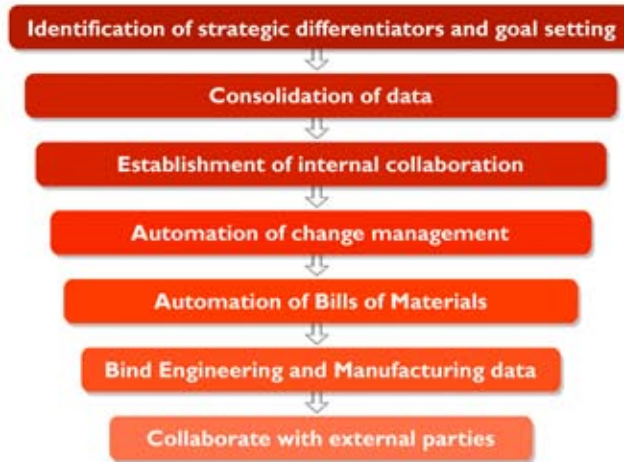 Identification of strategic differentiators and goal setting
Consolidation of data
Establishment of internal collaboration
Automation of change management
Automation of Bills of Materials
Bind Engineering and Manufacturing data
Collaborate with external parties